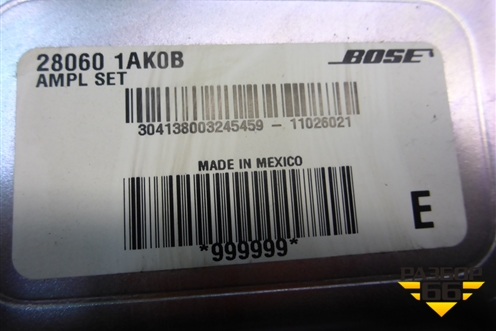 28060 1AK0B
BOSE
AMPL SET
304138003245459 - 11026021
MADE IN MEXICO
*999999*
E
РАЗБОР
66